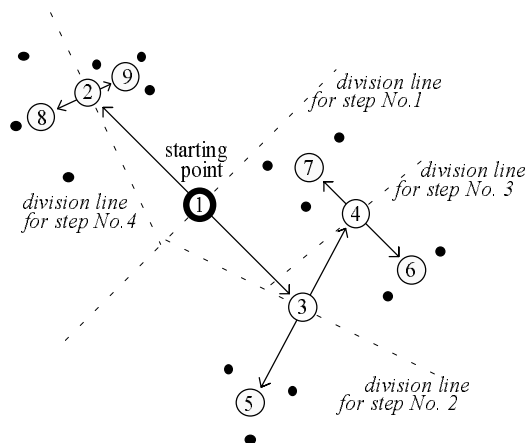 9
2
8
division line
for step No.1
starting
point
7
division line
for step No. 3
division line
for step No.4
1
4
6
3
division line
for step No. 2
5